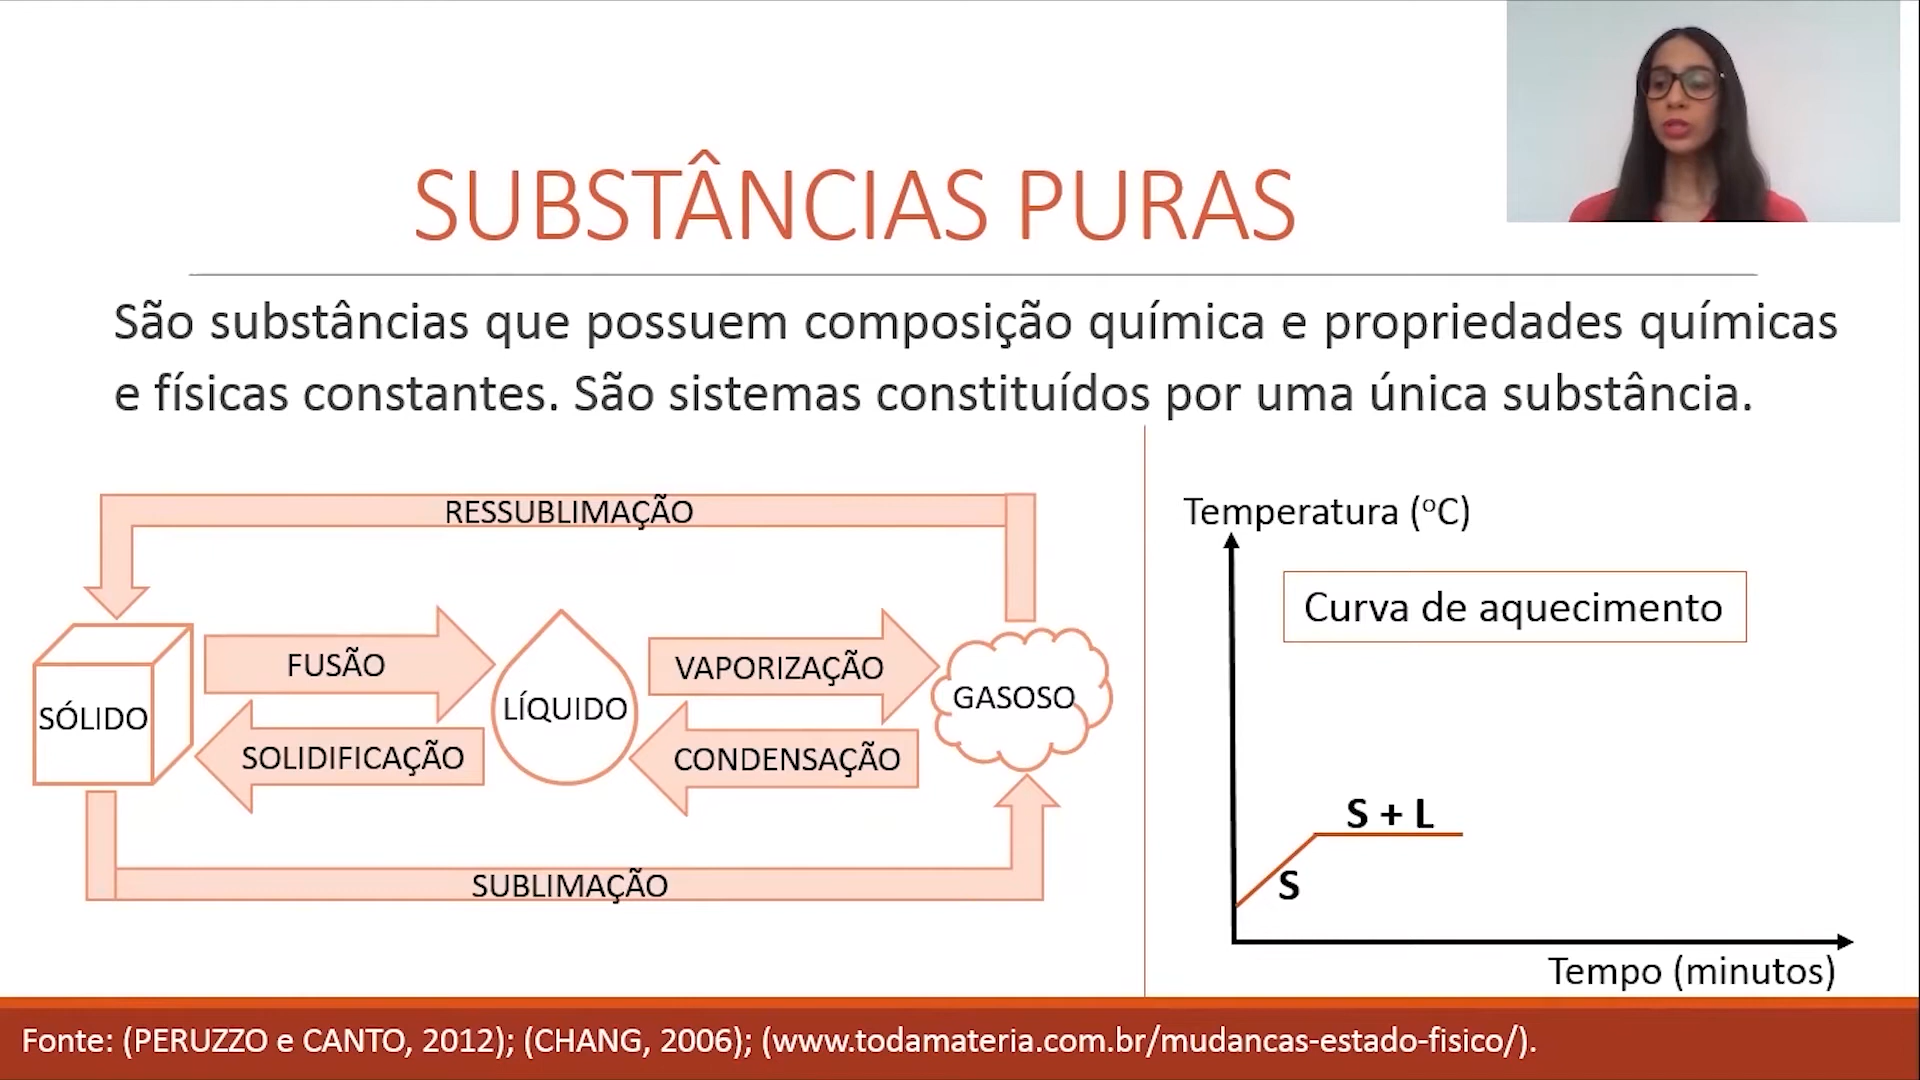 SUBSTÂNCIAS PURAS
São substâncias que possuem composição química e propriedades químicas
e físicas constantes. São sistemas constituídos por uma única substância.
RESSUBLIMAÇÃO
FUSÃO
VAPORIZAÇÃO
SÓLIDO
LÍQUIDO
GASOSO
SOLIDIFICAÇÃO
CONDENSAÇÃO
SUBLIMAÇÃO
Temperatura (ºC)
Curva de aquecimento
S + L
S
Tempo (minutos)
Fonte: (PERUZZO e CANTO, 2012); (CHANG, 2006); (www.todamateria.com.br/mudancas-estado-fisico/).